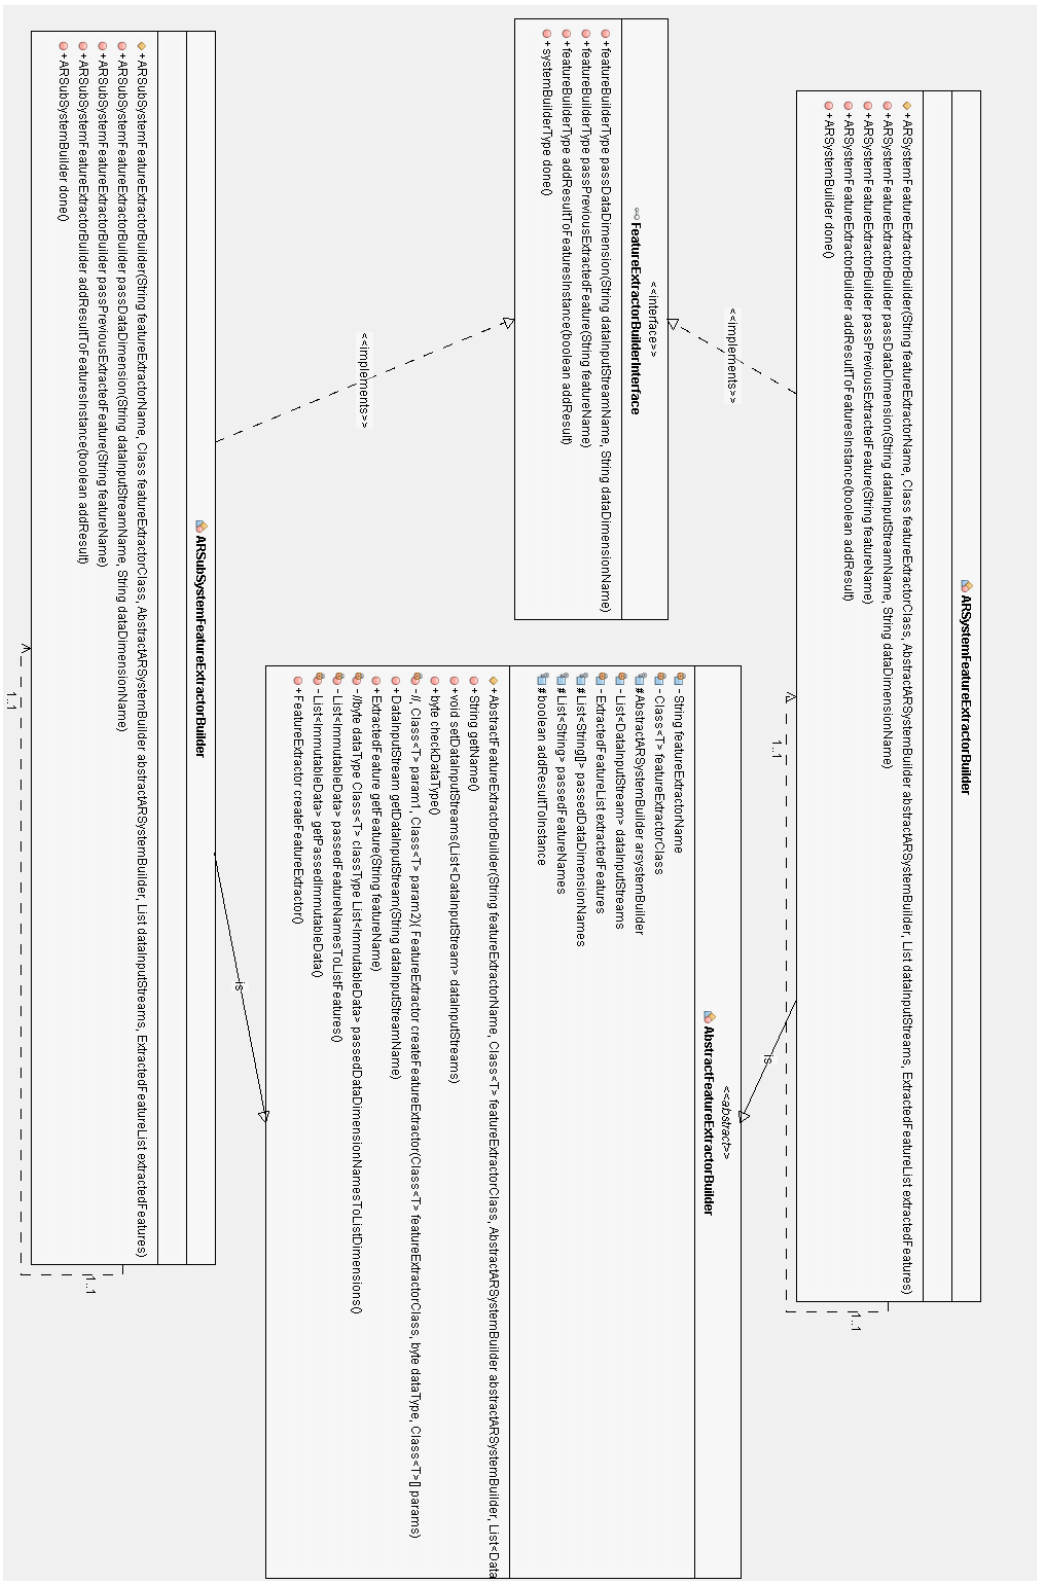 ARSystemFeatureExtractorBuilder
+ ARSystemFeatureExtractorBuilder(String featureExtractorName, Class featureExtractorClass, AbstractARSystemBuilder abstractARSystemBuilder, List dataInputStreams, ExtractedFeatureList extractedFeatures)
+ ARSystemFeatureExtractorBuilder passDataDimension(String dataInputStreamName, String dataDimensionName)
+ ARSystemFeatureExtractorBuilder passPreviousExtractedFeature(String featureName)
+ ARSystemFeatureExtractorBuilder addResultToFeaturesInstance(boolean addResult)
+ ARSystemBuilder done()
1..1
1..1
<<implements>>
is
<<interface>>
FeatureExtractorBuilderInterface
+ featureBuilderType passDataDimension(String dataInputStreamName, String dataDimensionName)
+ featureBuilderType passPreviousExtractedFeature(String featureName)
+ featureBuilderType addResultToFeaturesInstance(boolean addResult)
+ systemBuilderType done()
<<abstract>>
AbstractFeatureExtractorBuilder
- String featureExtractorName
- Class<T> featureExtractorClass
# AbstractARSystemBuilder arsystemBuilder
- List<DataInputStream> dataInputStreams
- ExtractedFeatureList extractedFeatures
# List<String[]> passedDataDimensionNames
# List<String> passedFeatureNames
# boolean addResultToInstance
+ AbstractFeatureExtractorBuilder(String featureExtractorName, Class<T> featureExtractorClass, AbstractARSystemBuilder abstractARSystemBuilder, List<Data
+ String getName()
+ void setDataInputStreams(List<DataInputStream> dataInputStreams)
+ byte checkDataType()
- //, Class<T> param1, Class<T> param2){ FeatureExtractor createFeatureExtractor(Class<T> featureExtractorClass, byte dataType, Class<T>[] params)
+ DataInputStream getDataInputStream(String dataInputStreamName)
+ ExtractedFeature getFeature(String featureName)
- //byte dataType Class<T> classType List<ImmutableData> passedDataDimensionNamesToListDimensions()
- List<ImmutableData> passedFeatureNamesToListFeatures()
- List<ImmutableData> getPassedImmutableData()
+ FeatureExtractor createFeatureExtractor()
<<implements>>
is
ARSubSystemFeatureExtractorBuilder
+ ARSubSystemFeatureExtractorBuilder(String featureExtractorName, Class featureExtractorClass, AbstractARSystemBuilder abstractARSystemBuilder, List dataInputStreams, ExtractedFeatureList extractedFeatures)
+ ARSubSystemFeatureExtractorBuilder passDataDimension(String dataInputStreamName, String dataDimensionName)
+ ARSubSystemFeatureExtractorBuilder passPreviousExtractedFeature(String featureName)
+ ARSubSystemFeatureExtractorBuilder addResultToFeaturesInstance(boolean addResult)
+ ARSubSystemBuilder done()
1..1
1..1